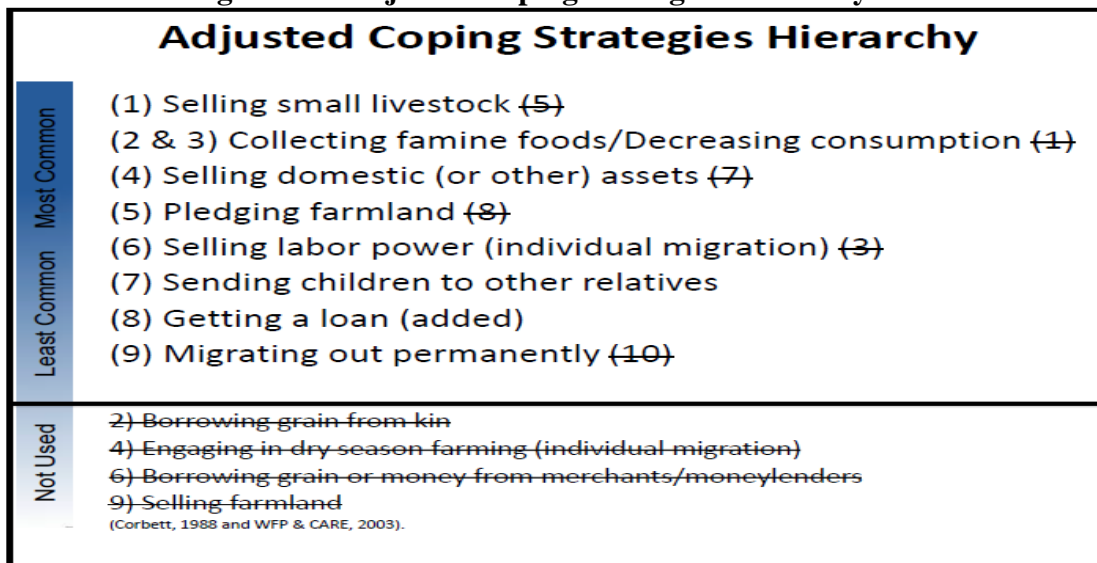 Adjusted Coping Strategies Hierarchy
Most Common
Least Common
Not Used
(1) Selling small livestock (5)
(2 & 3) Collecting famine foods/Decreasing consumption (1)
(4) Selling domestic (or other) assets (7)
(5) Pledging farmland (8)
(6) Selling labor power (individual migration) (3)
(7) Sending children to other relatives
(8) Getting a loan (added)
(9) Migrating out permanently (10)
2) Borrowing grain from kin
4) Engaging in dry season farming (individual migration)
6) Borrowing grain or money from merchants/moneylenders
9) Selling farmland
(Corbett, 1988 and WFP & CARE, 2003).